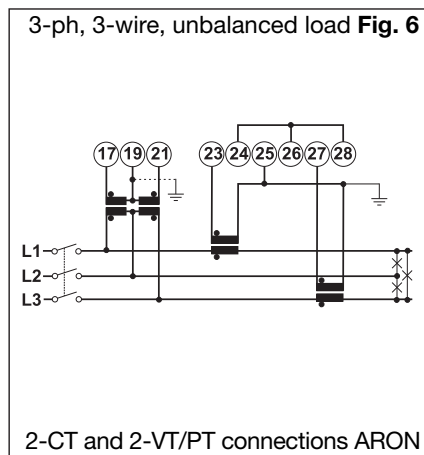 3-ph, 3-wire, unbalanced load Fig. 6
17 19 21 23 24 25 26 27 28
L1
L2
L3
2-CT and 2-VT/PT connections ARON